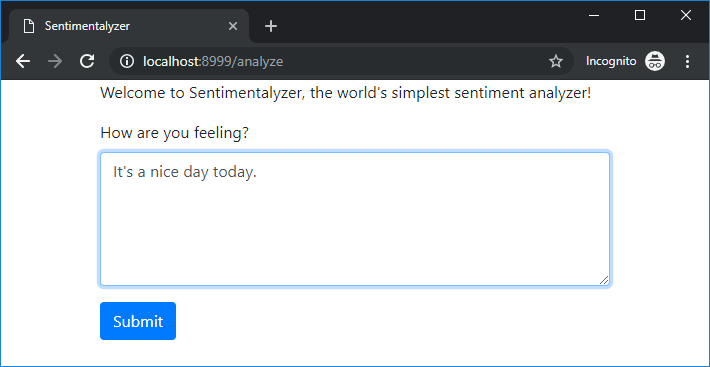 Sentimentalyzer
localhost:8999/analyze
Incognito
Welcome to Sentimentalyzer, the world's simplest sentiment analyzer!
How are you feeling?
It's a nice day today.
Submit